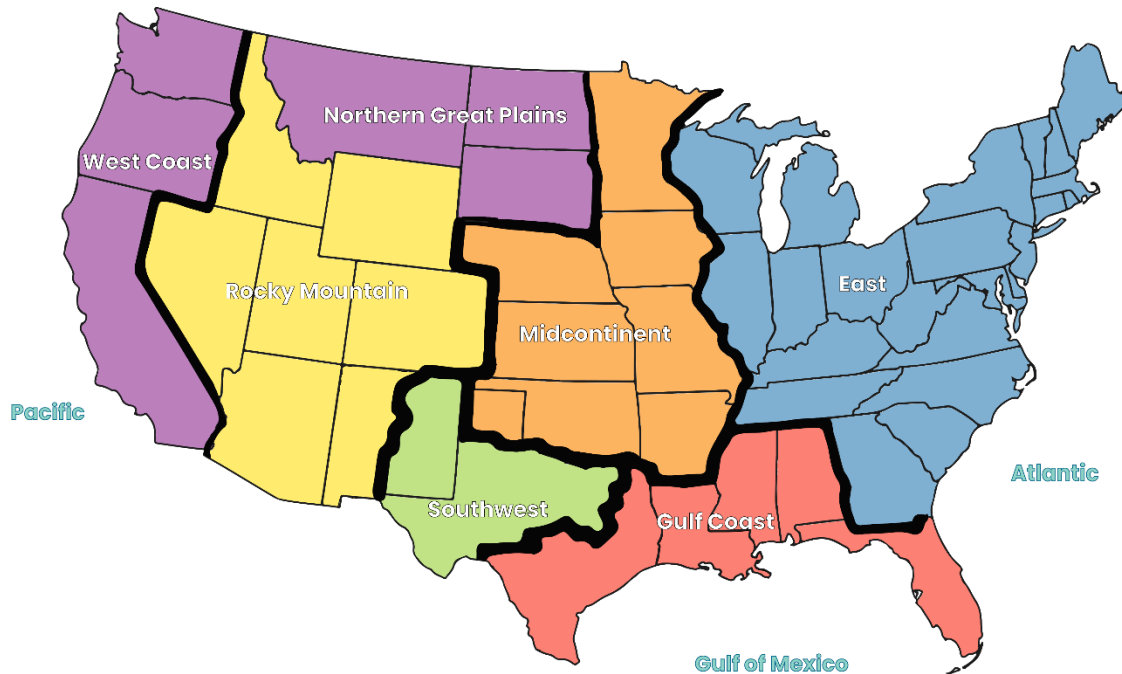 Northern Great Plains
West Coast
East
Rocky Mountain
Midcontinent
Pacific
Atlantic
Southwest
Gulf Coast
Gulf of Mexico